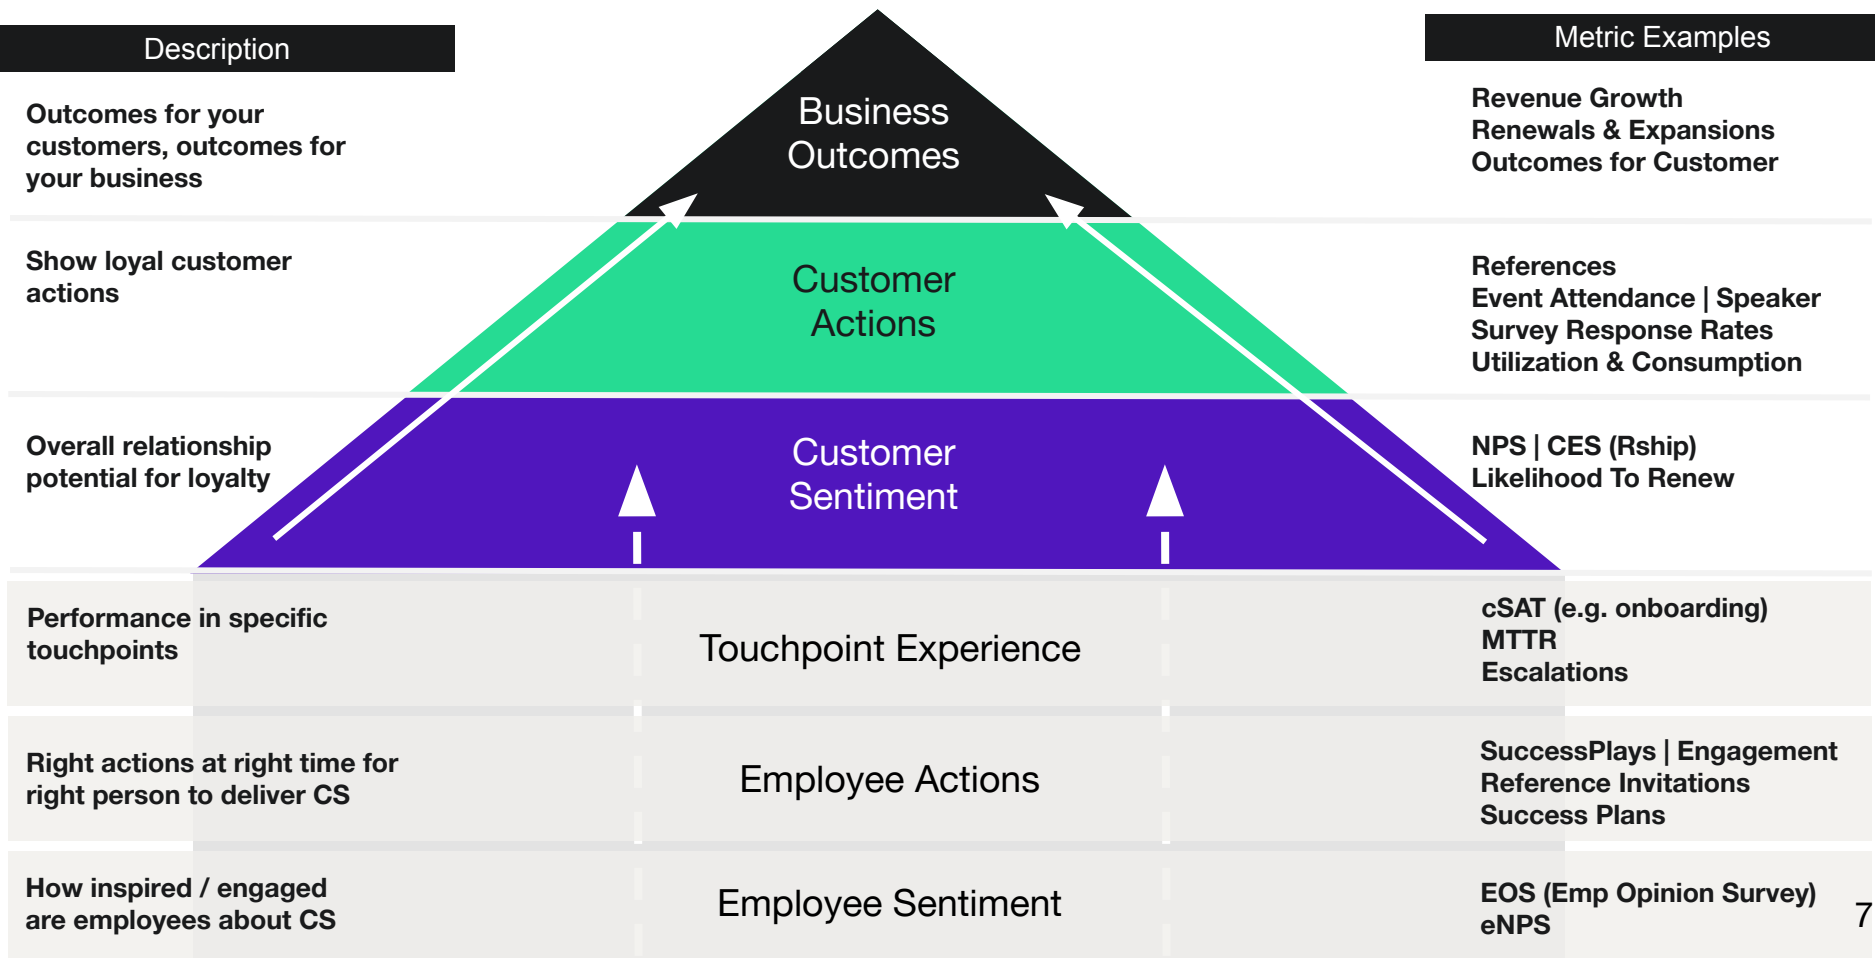 Description
Metric Examples
Outcomes for your
customers, outcomes for
your business
Business
Outcomes
Revenue Growth
Renewals & Expansions
Outcomes for Customer
Show loyal customer
actions
Customer
Actions
References
Event Attendance | Speaker
Survey Response Rates
Utilization & Consumption
Overall relationship
potential for loyalty
Customer
Sentiment
NPS | CES (Rship)
Likelihood To Renew
Performance in specific
touchpoints
Touchpoint Experience
cSAT (e.g. onboarding)
MTTR
Escalations
Right actions at right time for
right person to deliver CS
Employee Actions
SuccessPlays | Engagement
Reference Invitations
Success Plans
How inspired / engaged
are employees about CS
Employee Sentiment
EOS (Emp Opinion Survey)
eNPS
7